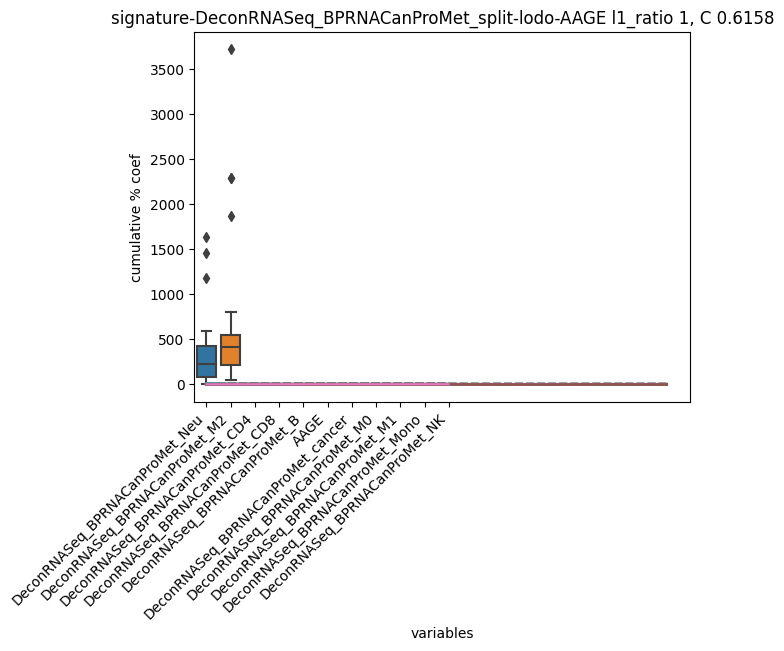 signature-DeconRNASeq_BPRNACanProMet_split-lodo-AAGE l1_ratio 1, C 0.6158
cumulative % coef
3500
3000
2500
2000
1500
1000
500
0
DeconRNASeq_BPRNACanProMet_Neu
DeconRNASeq_BPRNACanProMet_M2
DeconRNASeq_BPRNACanProMet_CD4
DeconRNASeq_BPRNACanProMet_CD8
DeconRNASeq_BPRNACanProMet_B
AAGE
DeconRNASeq_BPRNACanProMet_cancer
DeconRNASeq_BPRNACanProMet_M0
DeconRNASeq_BPRNACanProMet_M1
DeconRNASeq_BPRNACanProMet_Mono
DeconRNASeq_BPRNACanProMet_NK
variables